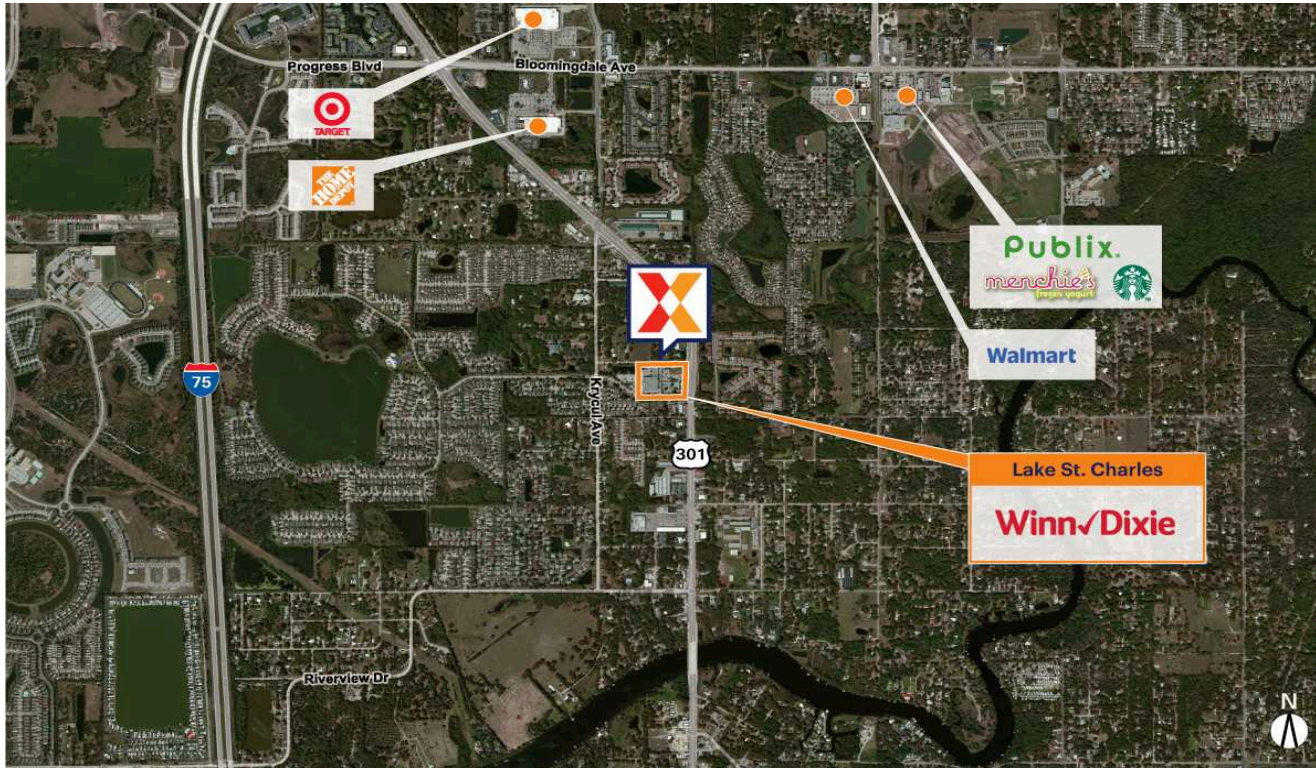 Progress Blvd
Bloomingdale Ave
TARGET
THE
HOME
DEPOT
Publix.
menchie's
frozen yogurt
Walmart
75
Krycul Ave
301
Lake St. Charles
Winn✓Dixie
Riverview Dr
N